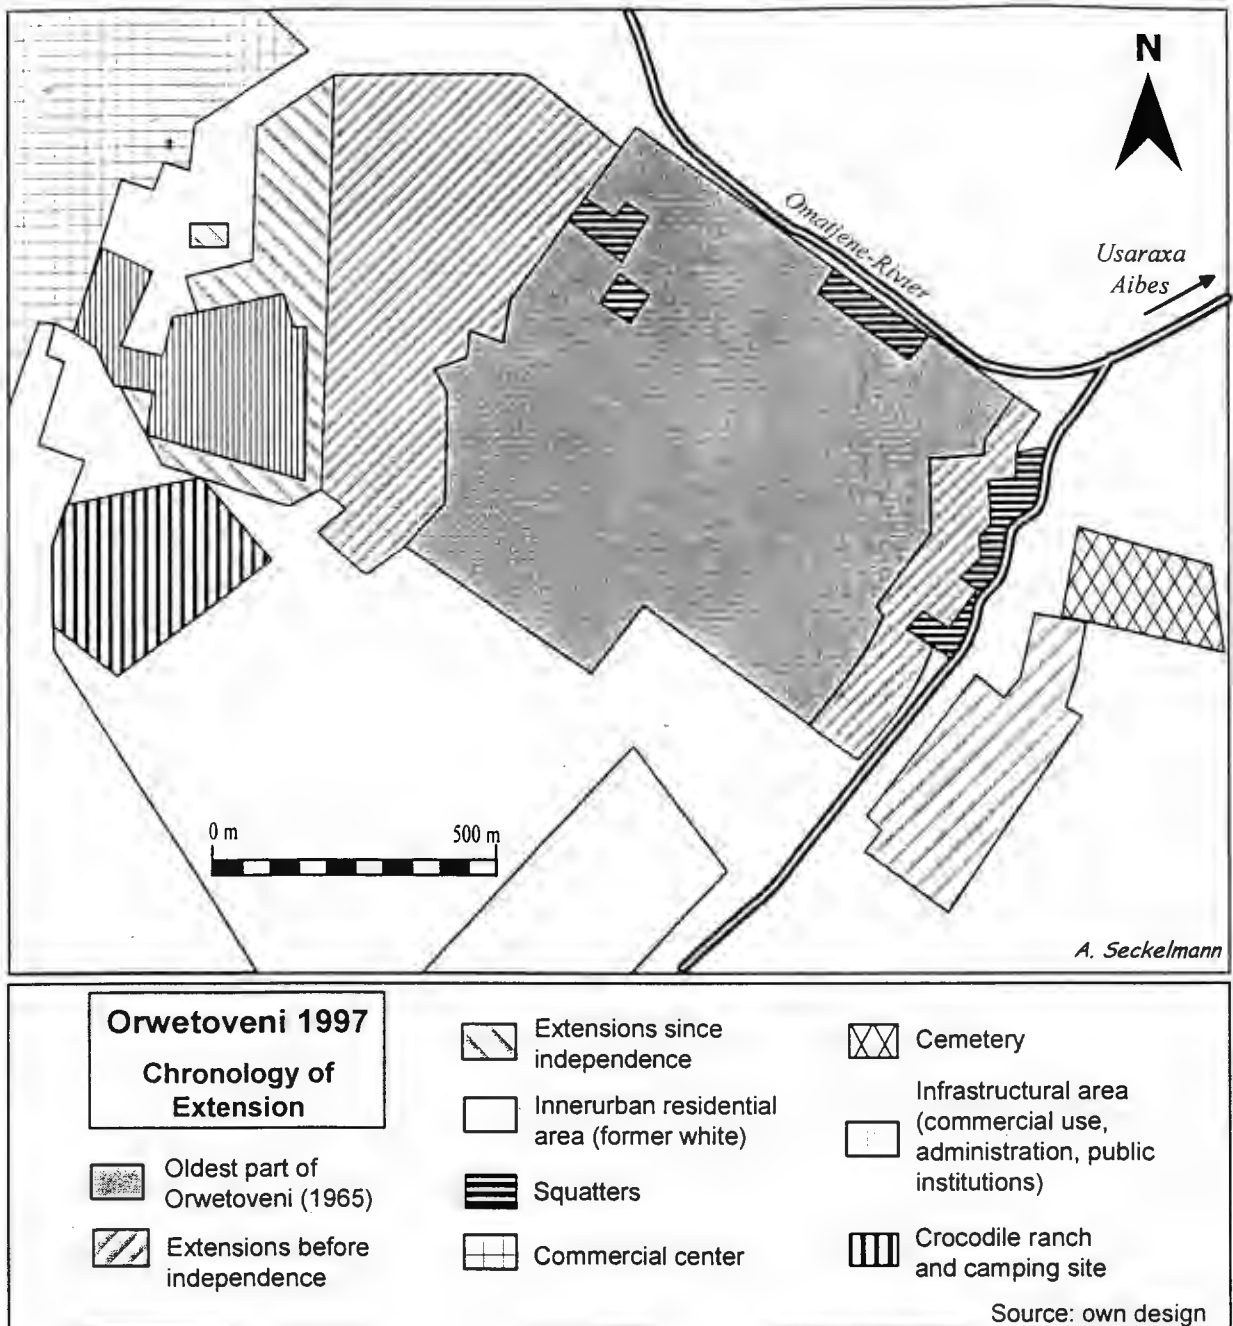 N
Omatjene-Rivier
Usaraxa
Aibes
0 m
500 m
A. Seckelmann
Orwetoveni 1997
Chronology of
Extension
Oldest part of
Orwetoveni (1965)
Extensions before
independence
Extensions since
independence
Innerurban residential
area (former white)
Squatters
Commercial center
Cemetery
Infrastructural area
(commercial use,
administration, public
institutions)
Crocodile ranch
and camping site
Source: own design